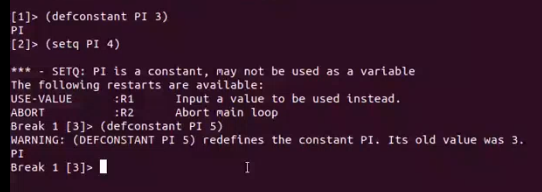 [1]> (defconstant PI 3)
PI
[2]> (setq PI 4)
*** - SETQ: PI is a constant, may not be used as a variable
The following restarts are available:
USE-VALUE :R1 Input a value to be used instead.
ABORT :R2 Abort main loop
Break 1 [3]> (defconstant PI 5)
WARNING: (DEFCONSTANT PI 5) redefines the constant PI. Its old value was 3.
PI
Break 1 [3]>